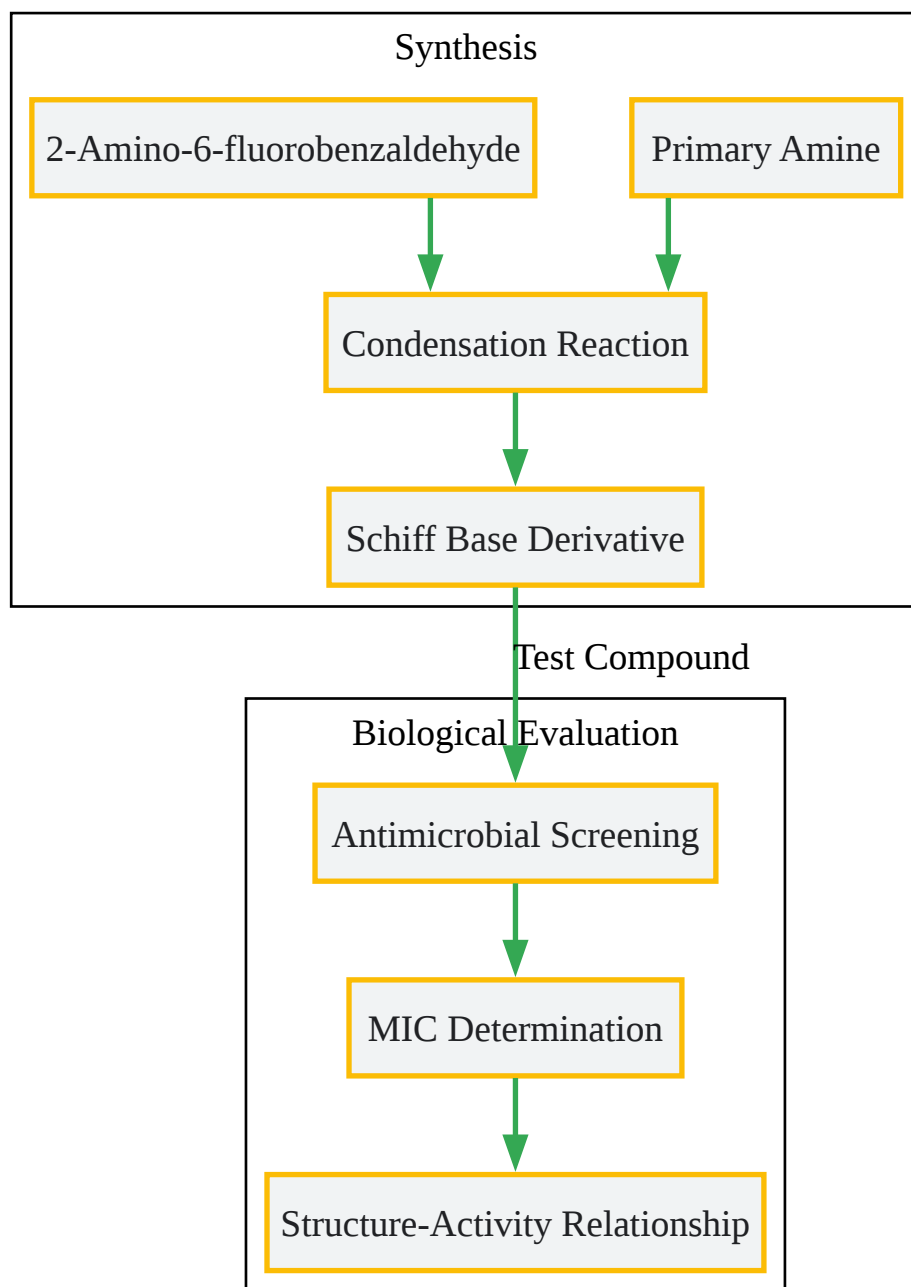 Synthesis
2-Amino-6-fluorobenzaldehyde
Primary Amine
Condensation Reaction
Schiff Base Derivative
Test Compound
Biological Evaluation
Antimicrobial Screening
MIC Determination
Structure-Activity Relationship